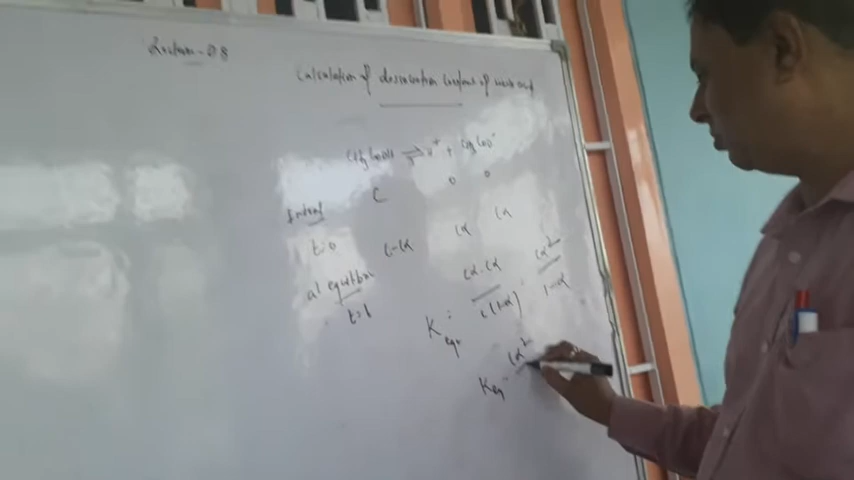 Lecture-08
Calculation of dissociation constant of weak acid
CH3COOH ⇌ H+ + CH3COO-
Initial C 0 0
t=0
C-Cα Cα Cα
at equilibrium
t=t
Keqn = Cα.Cα / C(1-α) = Cα² / 1-α
Keq = Cα²